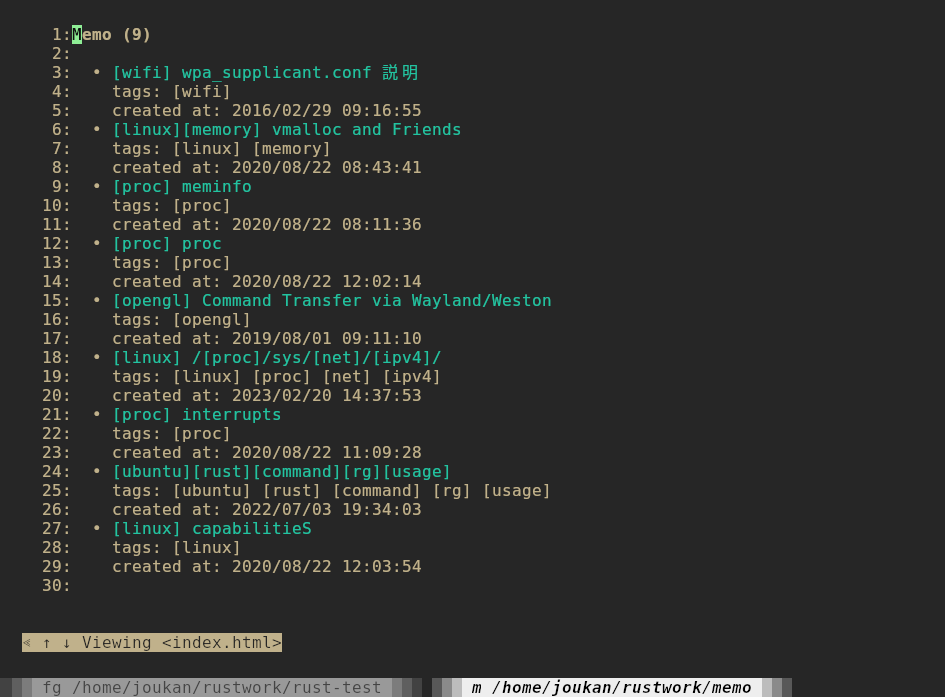 1:Memo (9)
2:
3: • [wifi] wpa_supplicant.conf 説明
4: tags: [wifi]
5: created at: 2016/02/29 09:16:55
6: • [linux][memory] vmalloc and Friends
7: tags: [linux] [memory]
8: created at: 2020/08/22 08:43:41
9: • [proc] meminfo
10: tags: [proc]
11: created at: 2020/08/22 08:11:36
12: • [proc] proc
13: tags: [proc]
14: created at: 2020/08/22 12:02:14
15: • [opengl] Command Transfer via Wayland/Weston
16: tags: [opengl]
17: created at: 2019/08/01 09:11:10
18: • [linux] /[proc]/sys/[net]/[ipv4]/
19: tags: [linux] [proc] [net] [ipv4]
20: created at: 2023/02/20 14:37:53
21: • [proc] interrupts
22: tags: [proc]
23: created at: 2020/08/22 11:09:28
24: • [ubuntu][rust][command][rg][usage]
25: tags: [ubuntu] [rust] [command] [rg] [usage]
26: created at: 2022/07/03 19:34:03
27: • [linux] capabilitieS
28: tags: [linux]
29: created at: 2020/08/22 12:03:54
30:
⩤ ↑ ↓ Viewing <index.html>
fg /home/joukan/rustwork/rust-test m /home/joukan/rustwork/memo